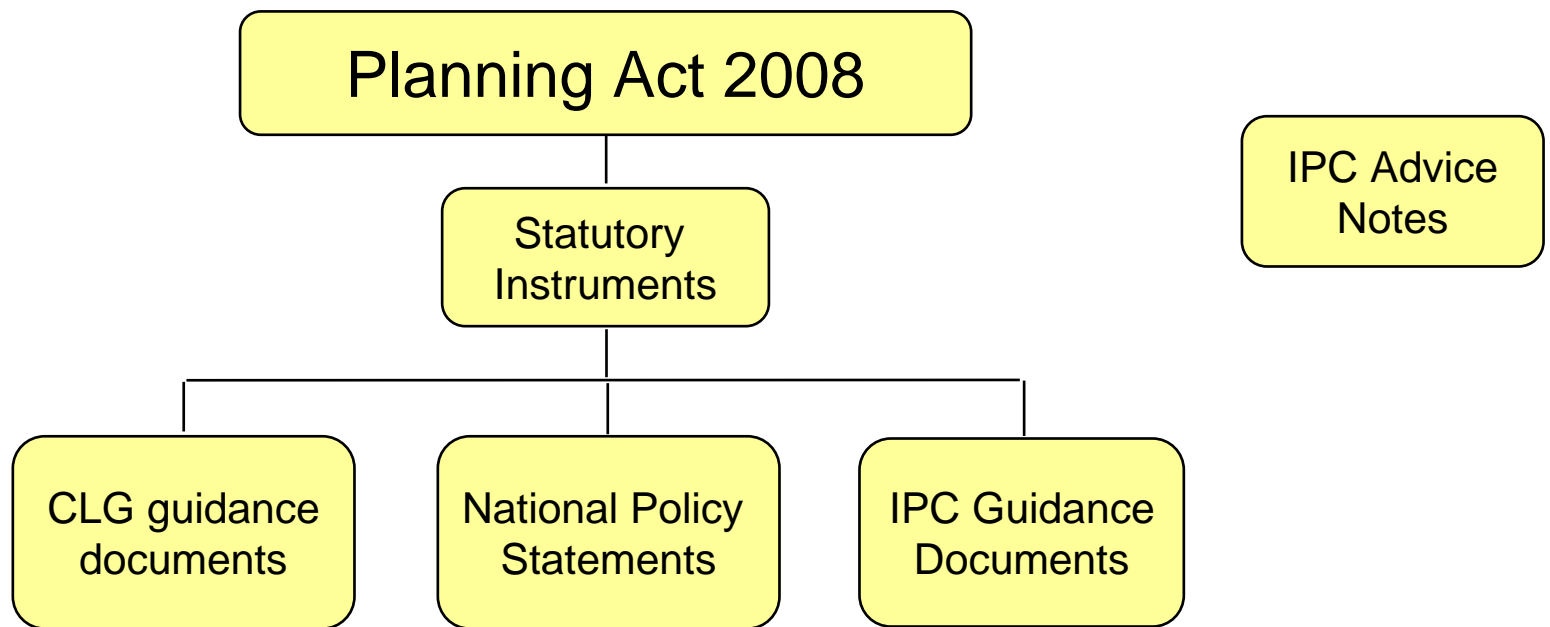 Planning Act 2008
IPC Advice
Notes
Statutory
Instruments
CLG guidance
documents
National Policy
Statements
IPC Guidance
Documents